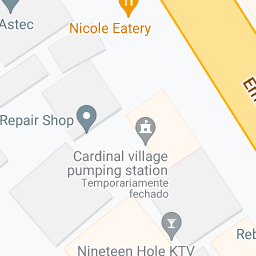 Astec
Nicole Eatery
Repair Shop
Cardinal village
pumping station
Temporariamente
fechado
Nineteen Hole KTV